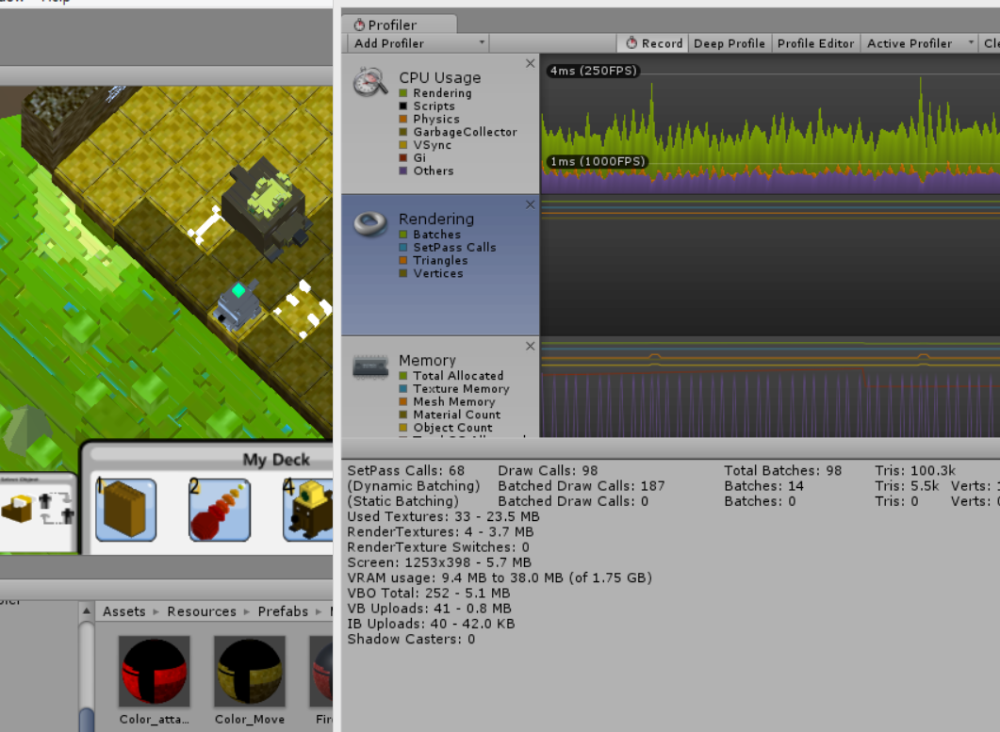 Help
Profiler
Add Profiler
Record
Deep Profile
Profile Editor
Active Profiler
CPU Usage
Rendering
Scripts
Physics
GarbageCollector
VSync
Gi
Others
4ms (250FPS)
1ms (1000FPS)
Rendering
Batches
SetPass Calls
Triangles
Vertices
Memory
Total Allocated
Texture Memory
Mesh Memory
Material Count
Object Count
My Deck
1
2
4
SetPass Calls: 68 Draw Calls: 98 Total Batches: 98 Tris: 100.3k
(Dynamic Batching) Batched Draw Calls: 187 Batches: 14 Tris: 5.5k Verts:
(Static Batching) Batched Draw Calls: 0 Batches: 0 Tris: 0 Verts:
Used Textures: 33 - 23.5 MB
RenderTextures: 4 - 3.7 MB
RenderTexture Switches: 0
Screen: 1253x398 - 5.7 MB
VRAM usage: 9.4 MB to 38.0 MB (of 1.75 GB)
VBO Total: 252 - 5.1 MB
VB Uploads: 41 - 0.8 MB
IB Uploads: 40 - 42.0 KB
Shadow Casters: 0
Assets ▸ Resources ▸ Prefabs ▸
Color_atta...
Color_Move